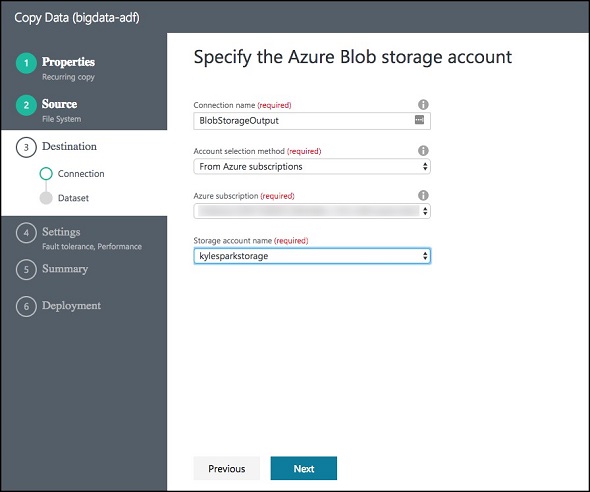 Copy Data (bigdata-adf)
1 Properties
Recurring copy
2 Source
File System
3 Destination
Connection
Dataset
4 Settings
Fault tolerance, Performance
5 Summary
6 Deployment
Specify the Azure Blob storage account
Connection name (required)
BlobStorageOutput
Account selection method (required)
From Azure subscriptions
Azure subscription (required)
Storage account name (required)
kylesparkstorage
Previous Next